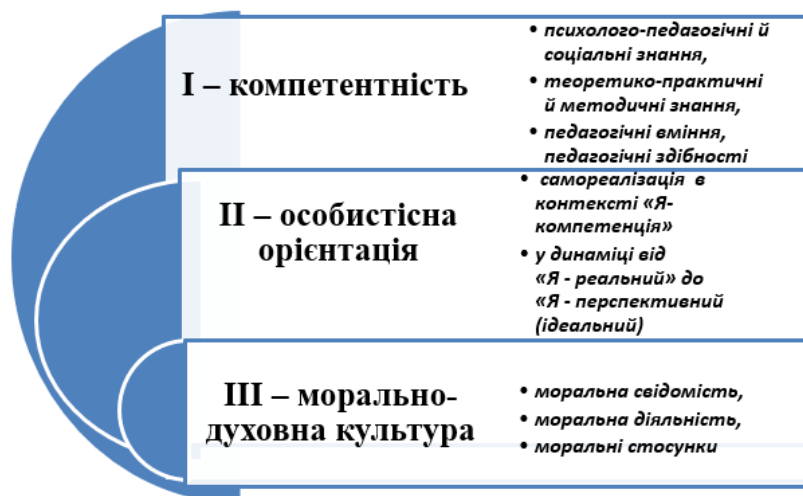 I – компетентність
• психолого-педагогічні й
соціальні знання,
• теоретико-практичні
й методичні знання,
• педагогічні вміння,
педагогічні здібності
II – особистісна
орієнтація
• самореалізація в
контексті «Я-
компетенція»
• у динаміці від
«Я - реальний» до
«Я - перспективний
(ідеальний)
III – морально-
духовна культура
• моральна свідомість,
• моральна діяльність,
• моральні стосунки